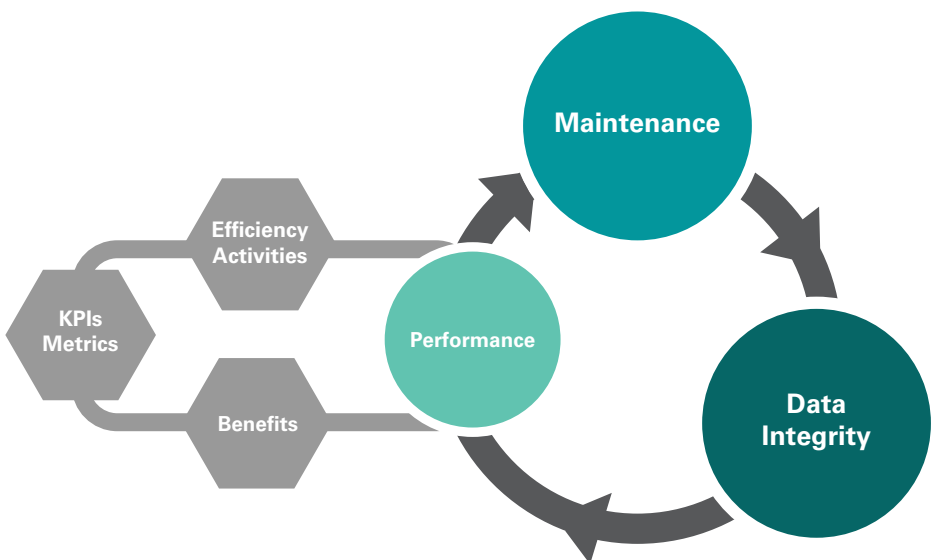 Maintenance
Efficiency
Activities
KPIs
Metrics
Performance
Benefits
Data
Integrity